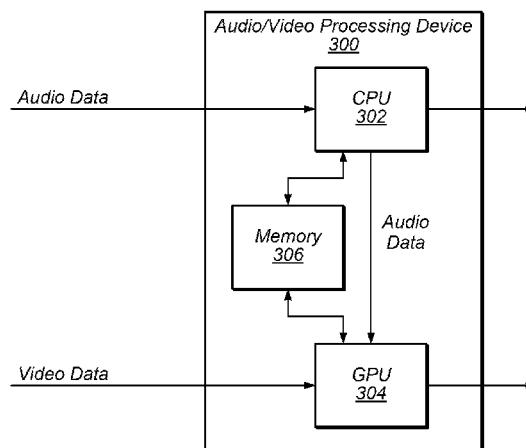 Audio/Video Processing Device
300
Audio Data
CPU
302
Memory
306
Audio
Data
Video Data
GPU
304